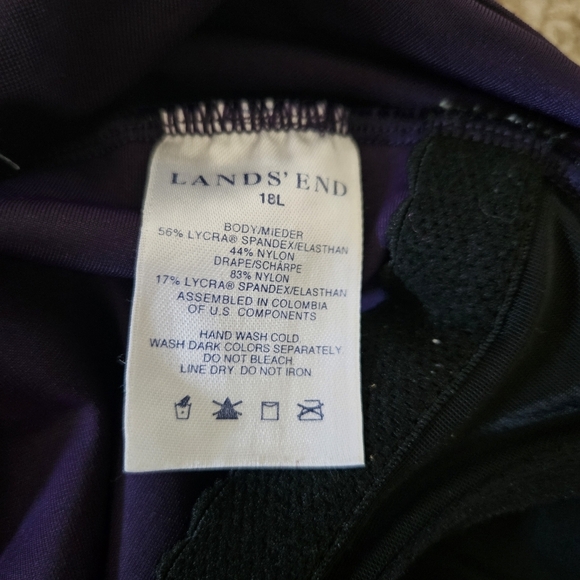 LANDS' END
18L
BODY/MIEDER
56% LYCRA® SPANDEX/ELASTHAN
44% NYLON
DRAPE/SCHÄRPE
83% NYLON
17% LYCRA® SPANDEX/ELASTHAN
ASSEMBLED IN COLOMBIA
OF U.S. COMPONENTS
HAND WASH COLD
WASH DARK COLORS SEPARATELY
DO NOT BLEACH
LINE DRY. DO NOT IRON